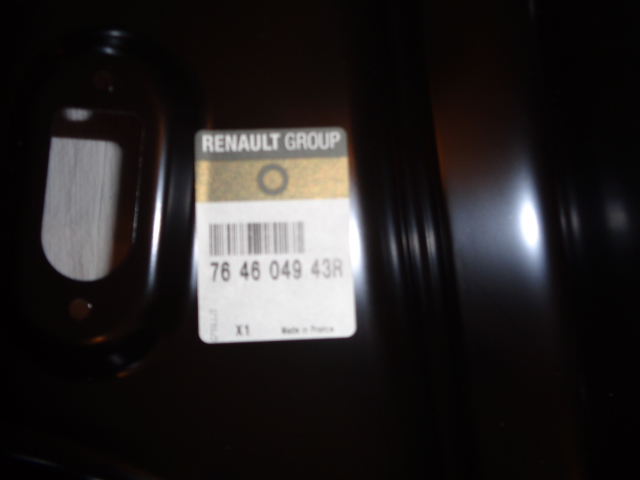 RENAULT GROUP
76 46 049 43R
X1 Made in France